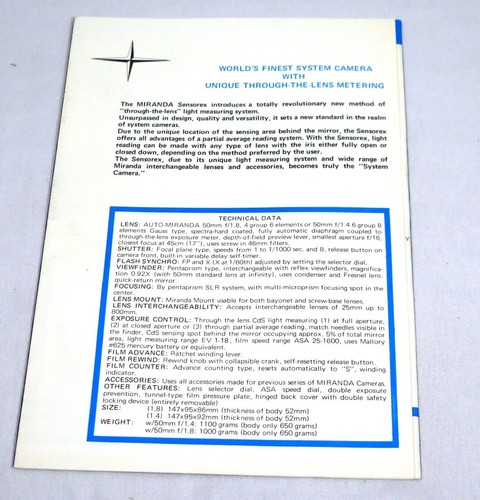 WORLD'S FINEST SYSTEM CAMERA
WITH
UNIQUE THROUGH-THE-LENS METERING
The MIRANDA Sensorex introduces a totally revolutionary new method of
"through-the-lens" light measuring system.
Unsurpassed in design, quality and versatility, it sets a new standard in the realm
of system cameras.
Due to the unique location of the sensing area behind the mirror, the Sensorex
offers all advantages of a partial average reading system. With the Sensorex, light
reading can be made with any type of lens with the iris either fully open or
closed down, depending on the method preferred by the user.
The Sensorex, due to its unique light measuring system and wide range of
Miranda interchangeable lenses and accessories, becomes truly the "System
Camera."
TECHNICAL DATA
LENS: AUTO-MIRANDA 50mm f/1.8, 4 group 6 elements or 50mm f/1.4 6 group 8
elements Gauss type, spectra-hard coated, fully automatic diaphragm coupled to
through-the-lens exposure meter, depth-of-field preview lever, smallest aperture f/16,
closest focus at 45cm (17"), uses screw in 46mm filters.
SHUTTER: Focal plane type, speeds from 1 to 1/1000 sec. and B, release button on
camera front, built-in variable delay self-timer.
FLASH SYNCHRO: FP and X (X at 1/60th) adjusted by setting the selector dial.
VIEWFINDER: Pentaprism type, interchangeable with reflex viewfinders, magnifica-
tion 0.92X (with 50mm standard lens at infinity), uses condenser and Fresnel lens,
quick-return mirror.
FOCUSING: By pentaprism SLR system, with multi-microprism focusing spot in the
center.
LENS MOUNT: Miranda Mount usable for both bayonet and screw-base lenses.
LENS INTERCHANGEABILITY: Accepts interchangeable lenses of 25mm up to
800mm.
EXPOSURE CONTROL: Through the lens CdS light measuring (1) at full aperture,
(2) at closed aperture or (3) through partial average reading, match needles visible in
the finder, CdS sensing spot behind the mirror occupying approx. 5% of total mirror
area, light measuring range EV 1-18, film speed range ASA 25-1600, uses Mallory
#625 mercury battery or equivalent.
FILM ADVANCE: Ratchet winding lever.
FILM REWIND: Rewind knob with collapsible crank, self-resetting release button.
FILM COUNTER: Advance counting type, resets automatically to "S", winding
indicator.
ACCESSORIES: Uses all accessories made for previous series of MIRANDA Cameras.
OTHER FEATURES: Lens selector dial, ASA speed dial, double exposure
prevention, tunnel-type film pressure plate, hinged back cover with double safety
locking device (entirely removable)
SIZE: (1.8) 147x95x86mm (thickness of body 52mm)
(1.4) 147x95x92mm (thickness of body 52mm)
WEIGHT: w/50mm f/1.4: 1100 grams (body only 650 grams)
w/50mm f/1.8: 1000 grams (body only 650 grams)